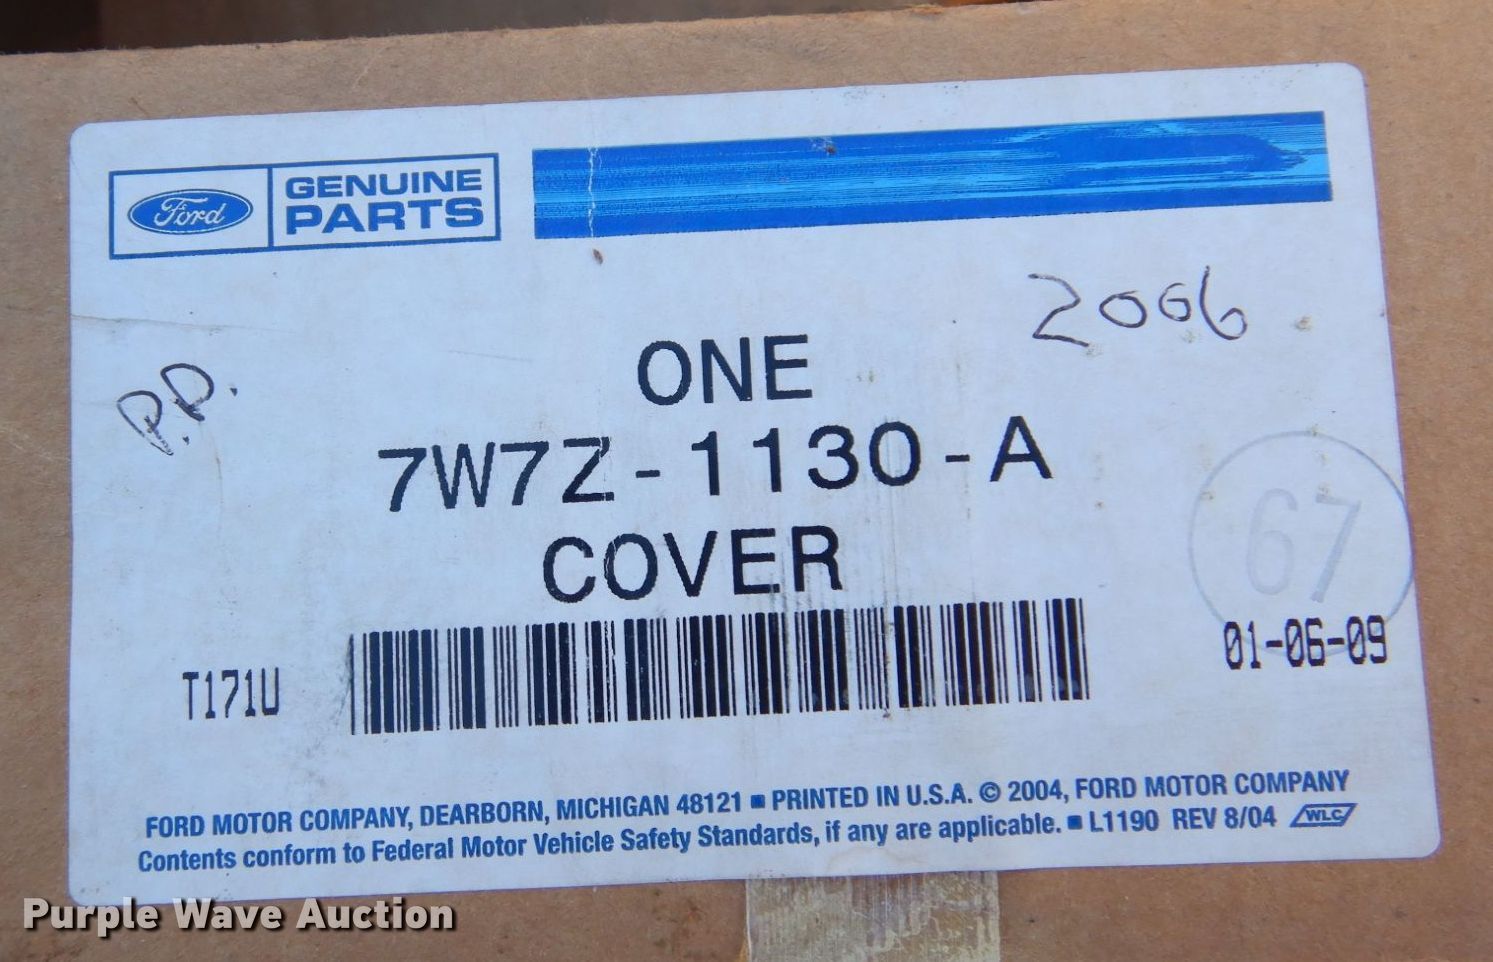 Ford
GENUINE
PARTS
2006
P.D.
ONE
7W7Z-1130-A
COVER
67
01-06-09
T171U
FORD MOTOR COMPANY, DEARBORN, MICHIGAN 48121 ■ PRINTED IN U.S.A. © 2004, FORD MOTOR COMPANY
Contents conform to Federal Motor Vehicle Safety Standards, if any are applicable. ■ L1190 REV 8/04 WLC
Purple Wave Auction